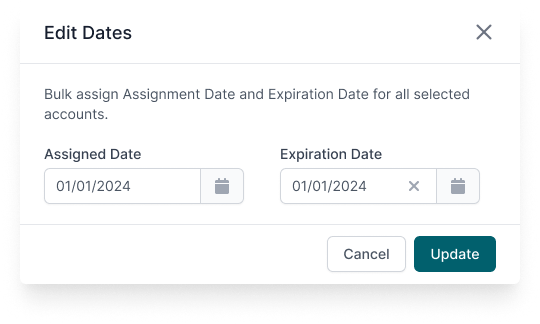 Edit Dates
Bulk assign Assignment Date and Expiration Date for all selected
accounts.
Assigned Date
Expiration Date
01/01/2024
01/01/2024
Cancel
Update